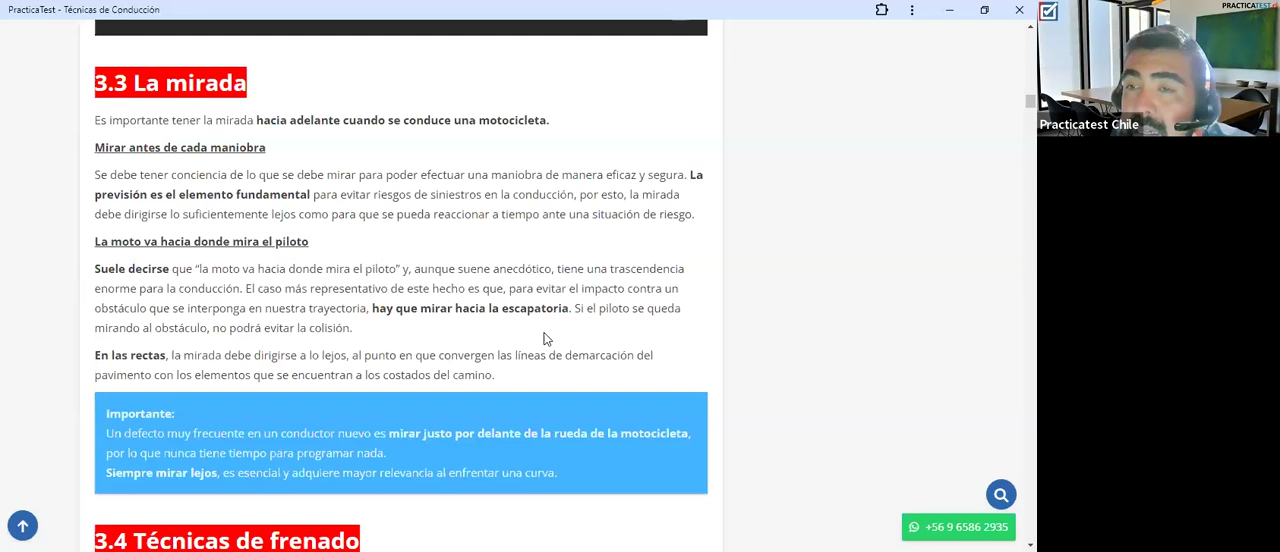 PracticaTest - Técnicas de Conducción
3.3 La mirada
Es importante tener la mirada hacia adelante cuando se conduce una motocicleta.
Mirar antes de cada maniobra
Se debe tener conciencia de lo que se debe mirar para poder efectuar una maniobra de manera eficaz y segura. La
previsión es el elemento fundamental para evitar riesgos de siniestros en la conducción, por esto, la mirada
debe dirigirse lo suficientemente lejos como para que se pueda reaccionar a tiempo ante una situación de riesgo.
La moto va hacia donde mira el piloto
Suele decirse que “la moto va hacia donde mira el piloto” y, aunque suene anecdótico, tiene una trascendencia
enorme para la conducción. El caso más representativo de este hecho es que, para evitar el impacto contra un
obstáculo que se interponga en nuestra trayectoria, hay que mirar hacia la escapatoria. Si el piloto se queda
mirando al obstáculo, no podrá evitar la colisión.
En las rectas, la mirada debe dirigirse a lo lejos, al punto en que convergen las líneas de demarcación del
pavimento con los elementos que se encuentran a los costados del camino.
Importante:
Un defecto muy frecuente en un conductor nuevo es mirar justo por delante de la rueda de la motocicleta,
por lo que nunca tiene tiempo para programar nada.
Siempre mirar lejos, es esencial y adquiere mayor relevancia al enfrentar una curva.
3.4 Técnicas de frenado
+56 9 6586 2935
PRACTICATEST
Practicatest Chile